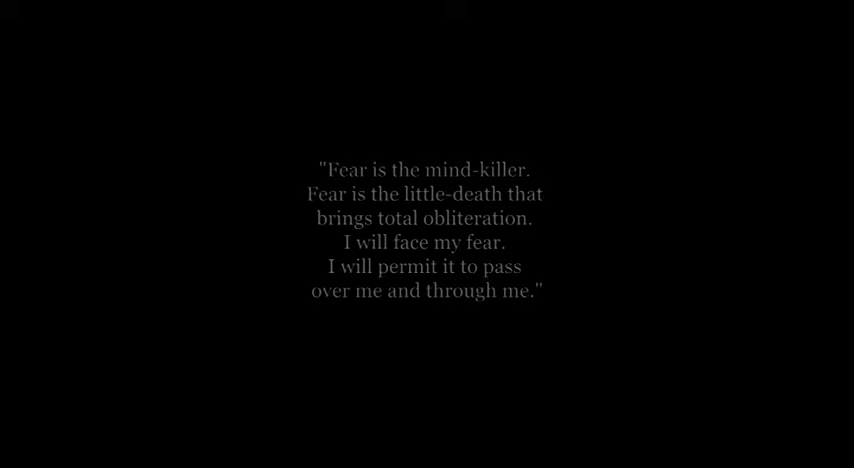 "Fear is the mind-killer.
Fear is the little-death that
brings total obliteration.
I will face my fear.
I will permit it to pass
over me and through me."